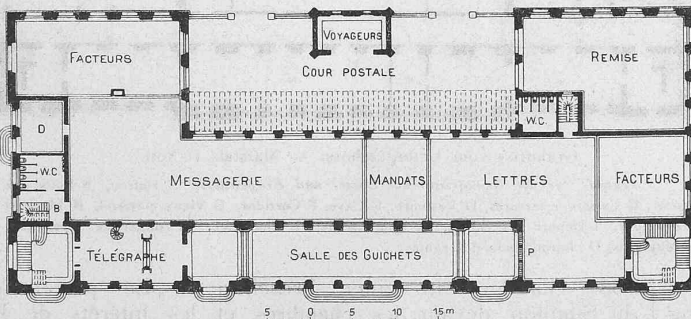 VOYAGEURS
FACTEURS
COUR POSTALE
REMISE
W.C.
D
W.C.
B
MESSAGERIE
MANDATS
LETTRES
FACTEURS
TÉLÉGRAPHE
SALLE DES GUICHETS
P
5 0 5 10 15m